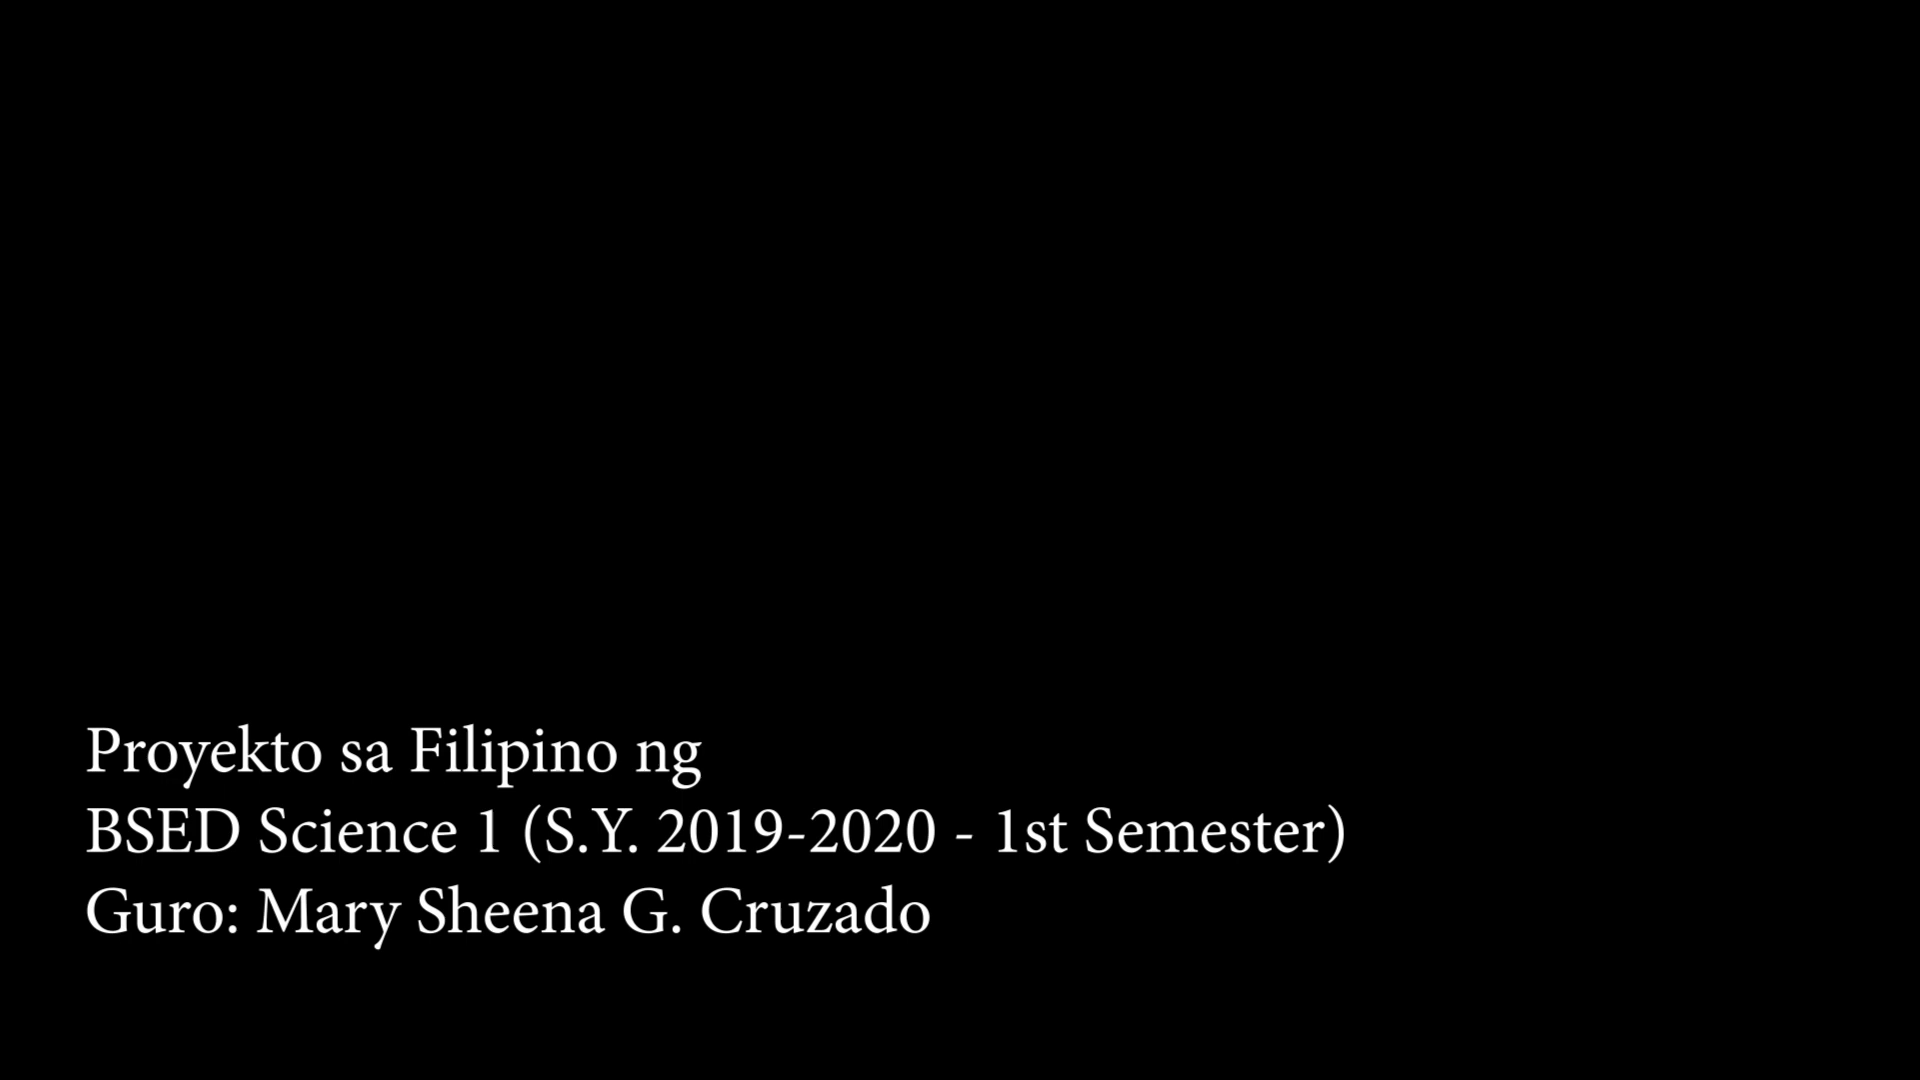 Proyekto sa Filipino ng
BSED Science 1 (S.Y. 2019-2020 - 1st Semester)
Guro: Mary Sheena G. Cruzado